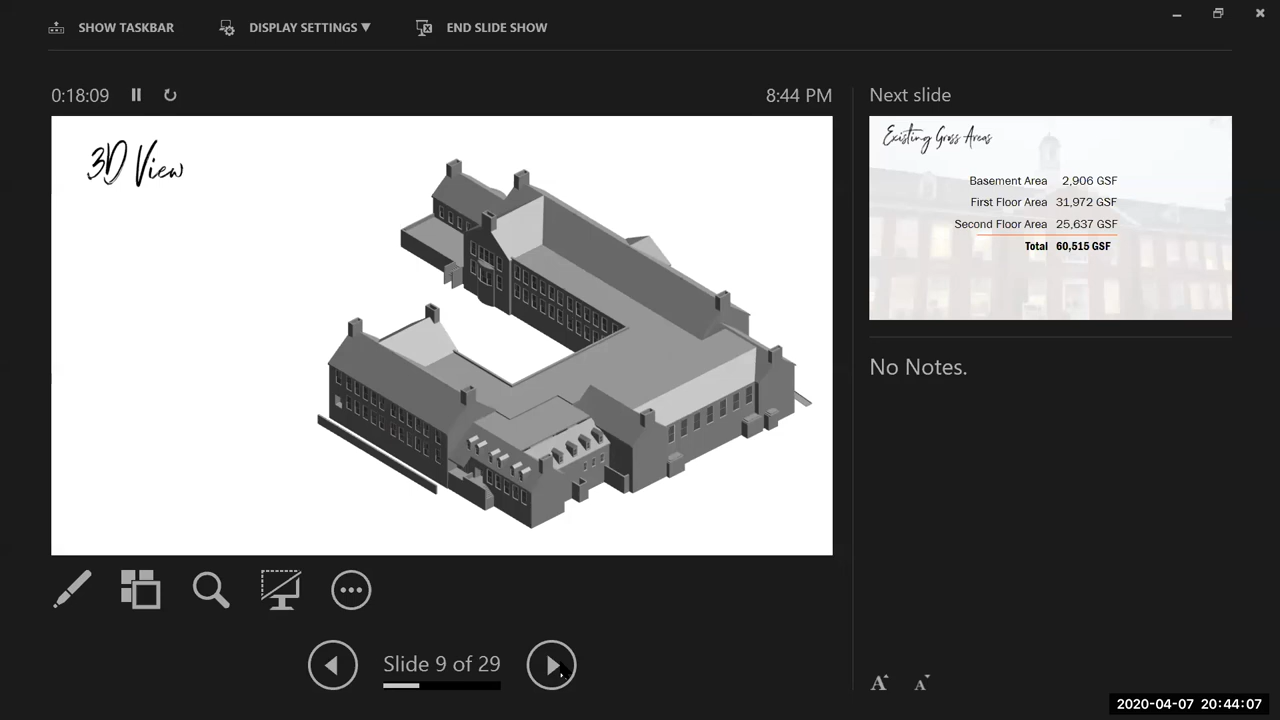 SHOW TASKBAR DISPLAY SETTINGS ▼ END SLIDE SHOW
0:18:09 8:44 PM
3D View
Slide 9 of 29
Next slide
Existing Gross Areas
Basement Area 2,906 GSF
First Floor Area 31,972 GSF
Second Floor Area 25,637 GSF
Total 60,515 GSF
No Notes.
A A
2020-04-07 20:44:07